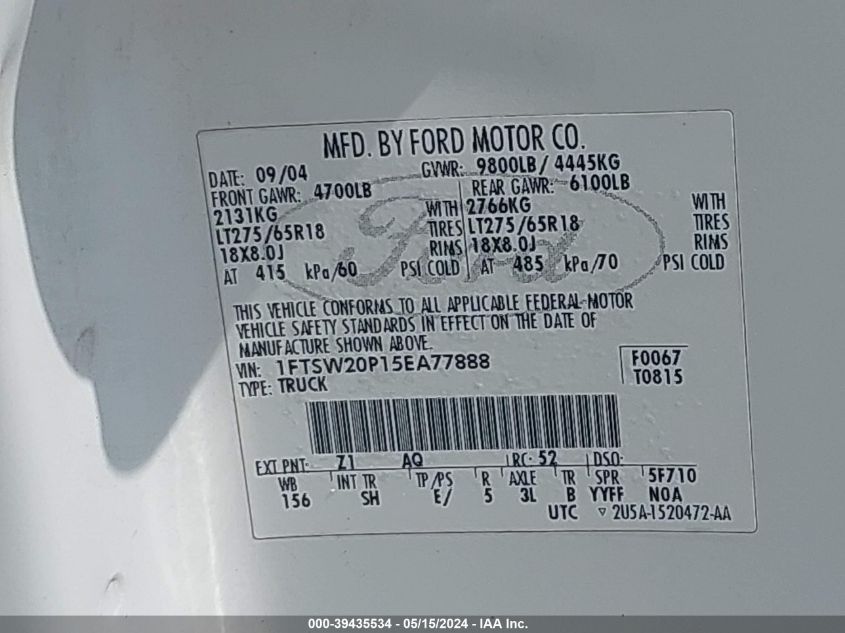 MFD. BY FORD MOTOR CO.
DATE: 09/04 GVWR: 9800LB/ 4445KG
FRONT GAWR: 4700LB REAR GAWR: 6100LB
2131KG WITH 2766KG WITH
LT275/65R18 TIRES LT275/65R18 TIRES
18X8.0J RIMS 18X8.0J RIMS
AT 415 kPa/60 PSI COLD AT 485 kPa/70 PSI COLD
Ford
THIS VEHICLE CONFORMS TO ALL APPLICABLE FEDERAL MOTOR
VEHICLE SAFETY STANDARDS IN EFFECT ON THE DATE OF
MANUFACTURE SHOWN ABOVE.
VIN: 1FTSW20P15EA77888 F0067
TYPE: TRUCK T0815
EXT PNT: Z1 AQ RC: 52 DSO:
WB INT TR TP/PS R AXLE TR SPR 5F710
156 SH E/ 5 3L B YYFF NOA
UTC ▽ 2U5A-1520472-AA
000-39435534 - 05/15/2024 - IAA Inc.